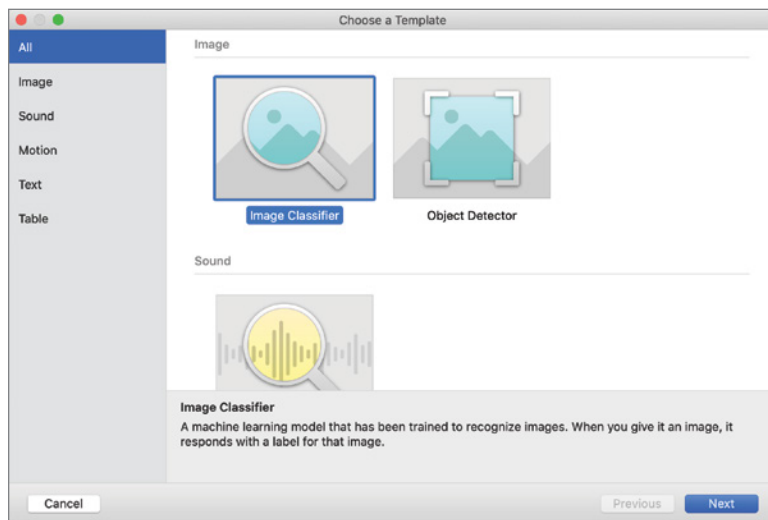 Choose a Template
All
Image
Sound
Motion
Text
Table
Image
Image Classifier
Object Detector
Sound
Image Classifier
A machine learning model that has been trained to recognize images. When you give it an image, it
responds with a label for that image.
Cancel
Previous
Next